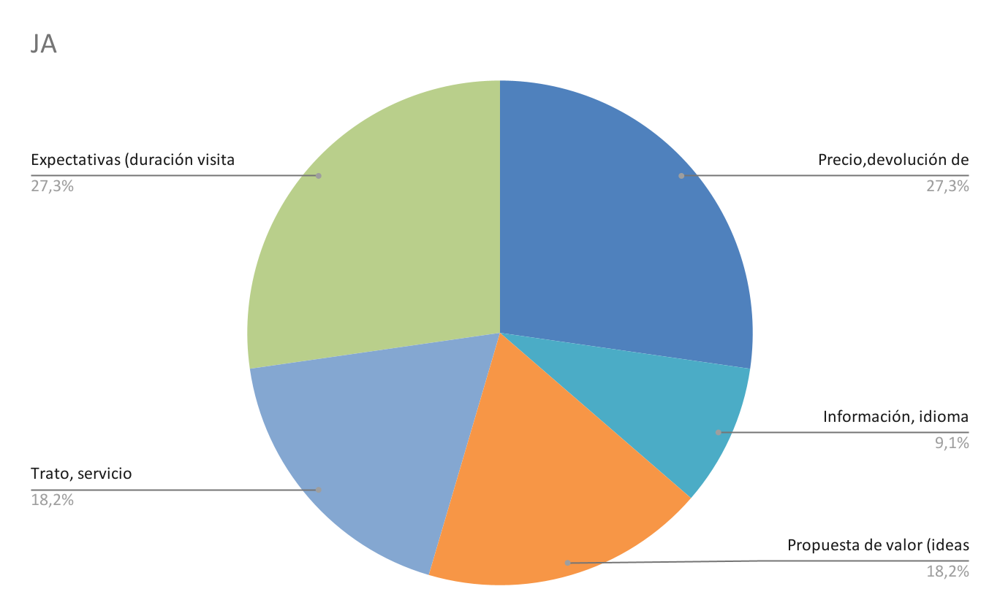 JA
Expectativas (duración visita
27,3%
Precio,devolución de
27,3%
Información, idioma
9,1%
Trato, servicio
18,2%
Propuesta de valor (ideas
18,2%